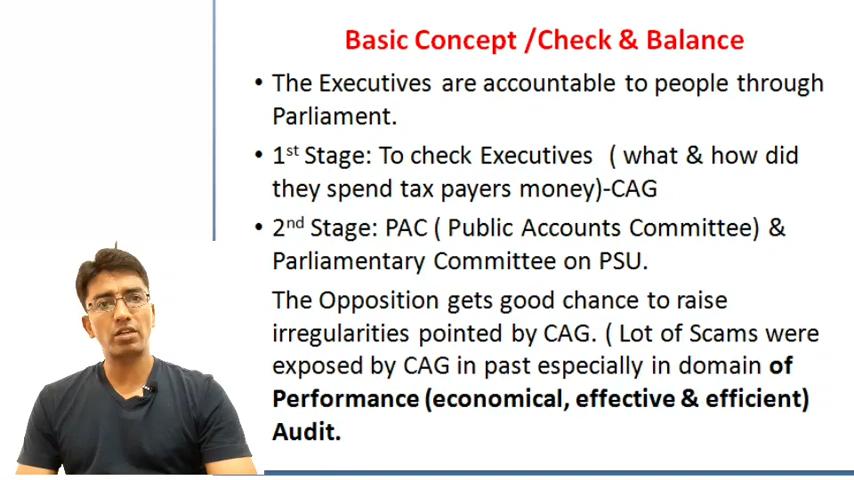 Basic Concept /Check & Balance
• The Executives are accountable to people through
Parliament.
• 1st Stage: To check Executives ( what & how did
they spend tax payers money)-CAG
• 2nd Stage: PAC ( Public Accounts Committee) &
Parliamentary Committee on PSU.
The Opposition gets good chance to raise
irregularities pointed by CAG. ( Lot of Scams were
exposed by CAG in past especially in domain of
Performance (economical, effective & efficient)
Audit.